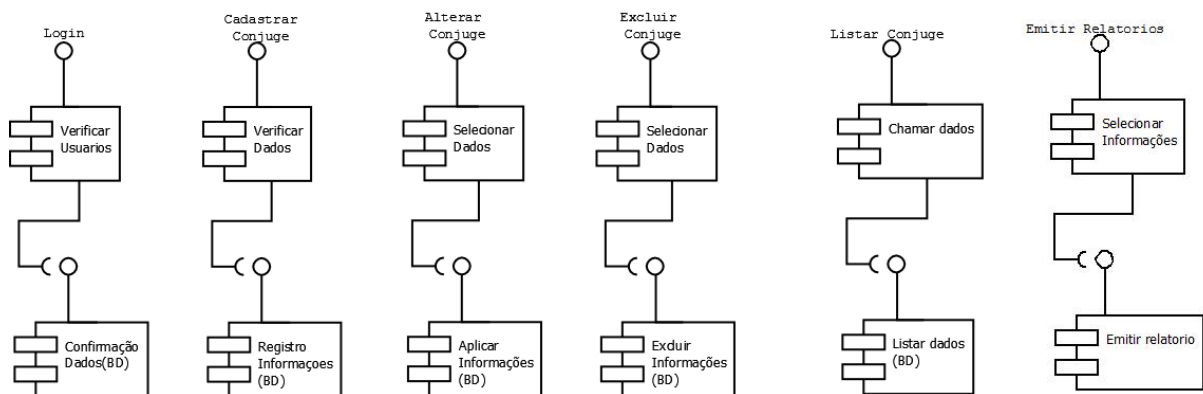 Login
Cadastrar
Conjuge
Alterar
Conjuge
Excluir
Conjuge
Listar Conjuge
Emitir Relatorios
Verificar
Usuarios
Verificar
Dados
Selecionar
Dados
Selecionar
Dados
Chamar dados
Selecionar
Informações
Confirmação
Dados(BD)
Registro
Informaçoes
(BD)
Aplicar
Informações
(BD)
Excluir
Informações
(BD)
Listar dados
(BD)
Emitir relatorio